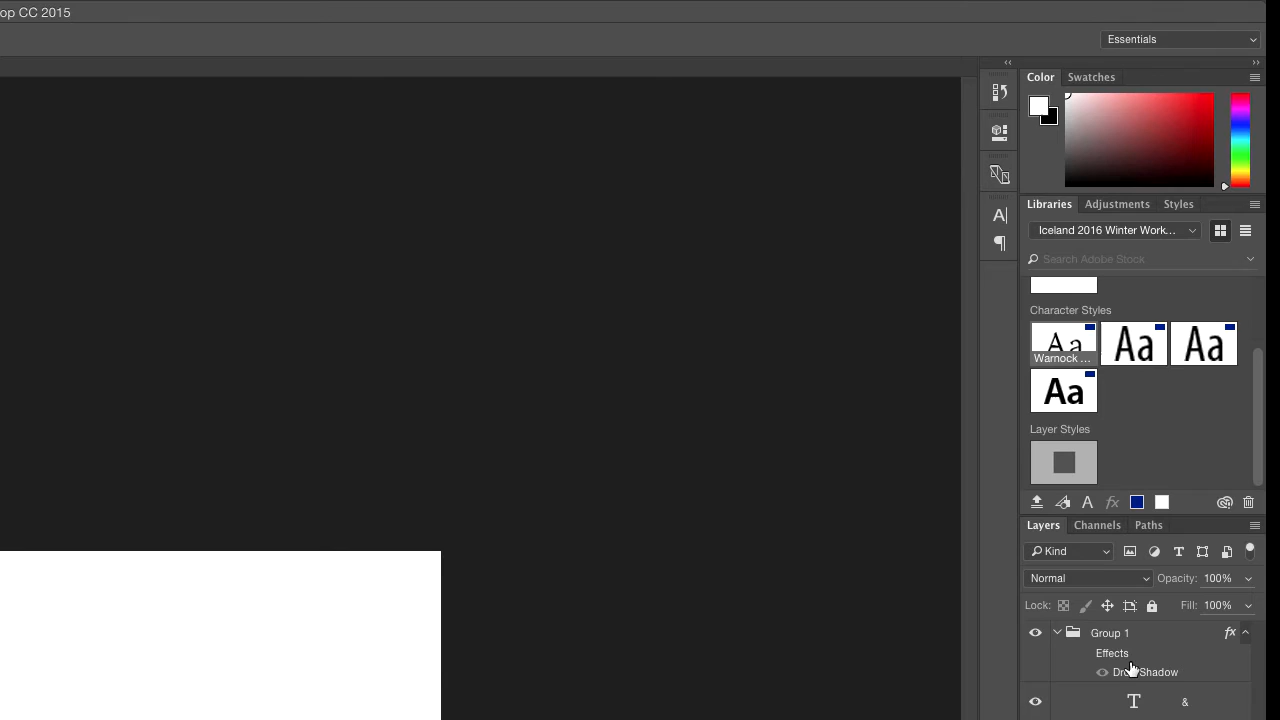 op CC 2015
Essentials
Color Swatches
Libraries Adjustments Styles
Iceland 2016 Winter Work...
Search Adobe Stock
Character Styles
Aa Aa Aa
Warnock ...
Aa
Layer Styles
A fx
Layers Channels Paths
Kind T
Normal Opacity: 100%
Lock: Fill: 100%
Group 1 fx
Effects
Drop Shadow
T &